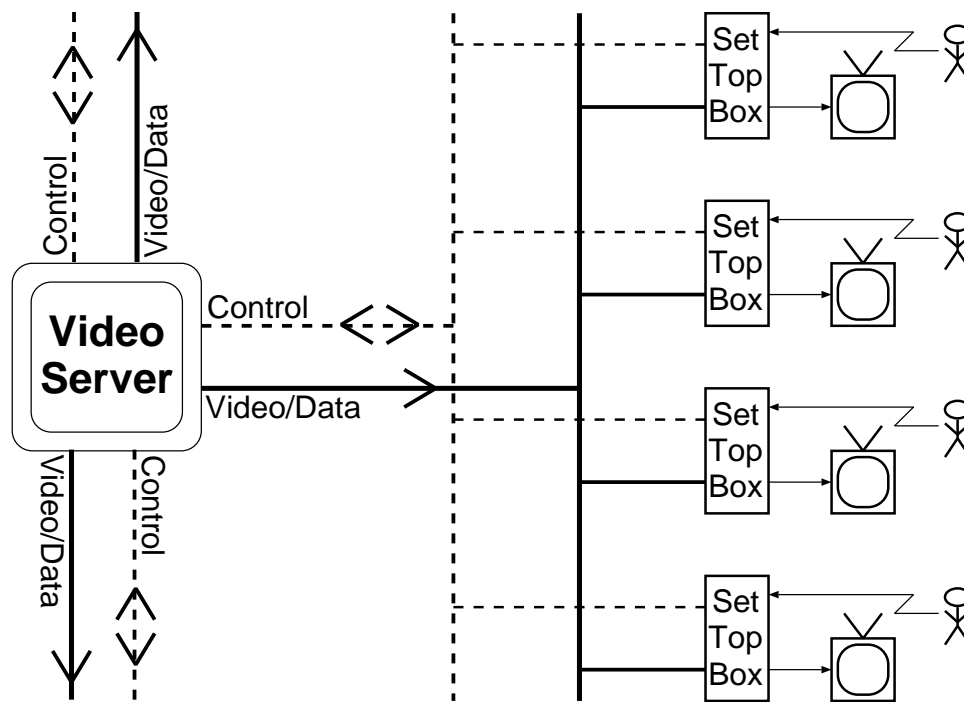 Control
Video/Data
Set
Top
Box
Set
Top
Box
Control
Video
Server
Video/Data
Set
Top
Box
Video/Data
Control
Set
Top
Box